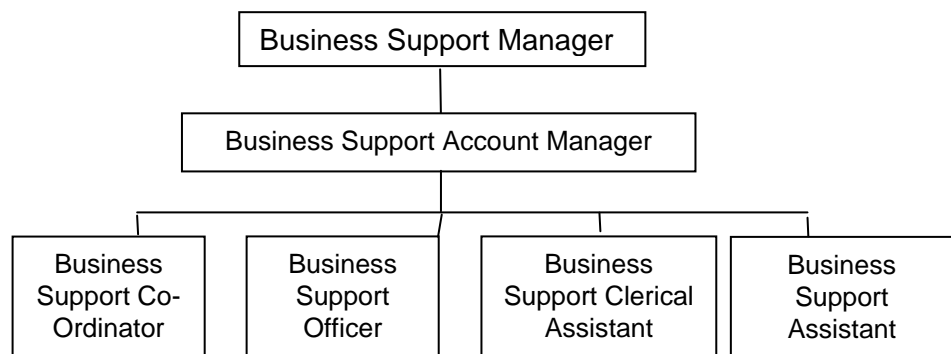 Business Support Manager
Business Support Account Manager
Business
Support Co-
Ordinator
Business
Support
Officer
Business
Support Clerical
Assistant
Business
Support
Assistant